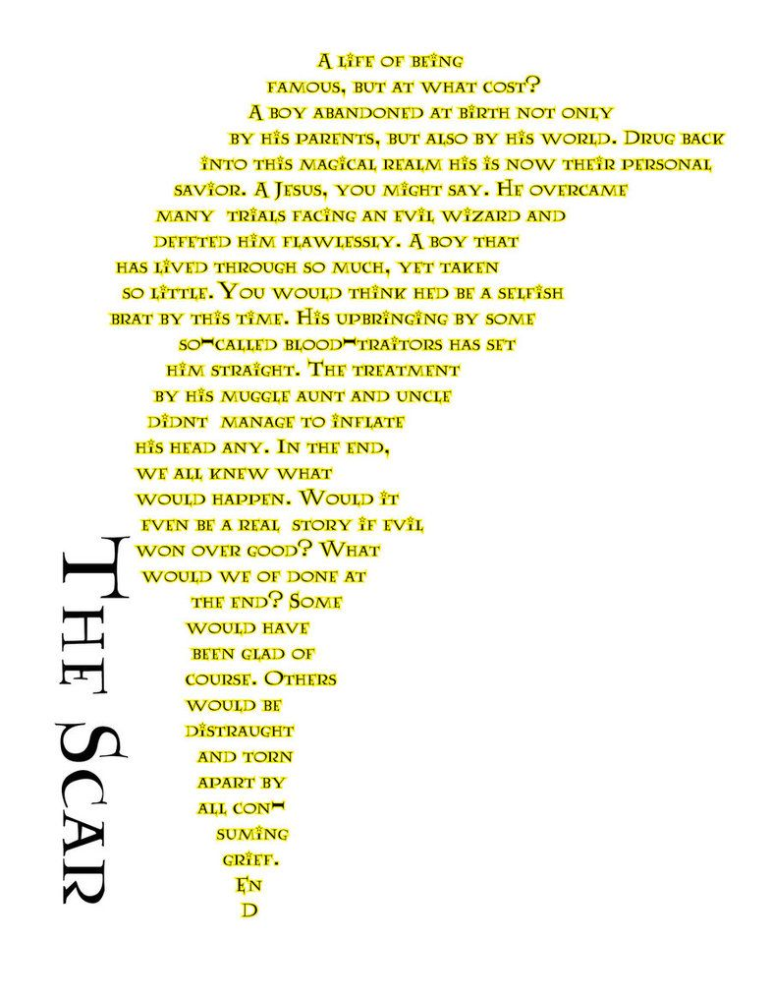 A life of being
famous, but at what cost?
A boy abandoned at birth not only
by his parents, but also by his world. Drug back
into this magical realm his is now their personal
savior. A Jesus, you might say. He overcame
many trials facing an evil wizard and
defeted him flawlessly. A boy that
has lived through so much, yet taken
so little. You would think hed be a selfish
brat by this time. His upbringing by some
so-called blood-traitors has set
him straight. The treatment
by his muggle aunt and uncle
didnt manage to inflate
his head any. In the end,
we all knew what
would happen. Would it
even be a real story if evil
won over good? What
would we of done at
the end? Some
would have
been glad of
course. Others
would be
distraught
and torn
apart by
all con-
suming
grief.
En
d
The Scar